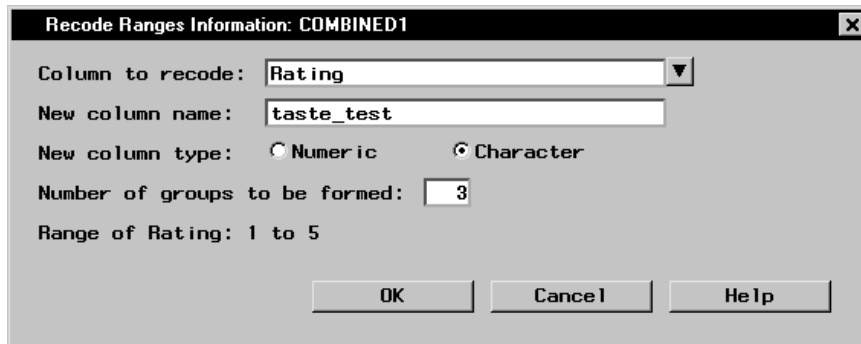 Recode Ranges Information: COMBINED1
Column to recode: Rating
New column name: taste_test
New column type: Numeric Character
Number of groups to be formed: 3
Range of Rating: 1 to 5
OK Cancel Help